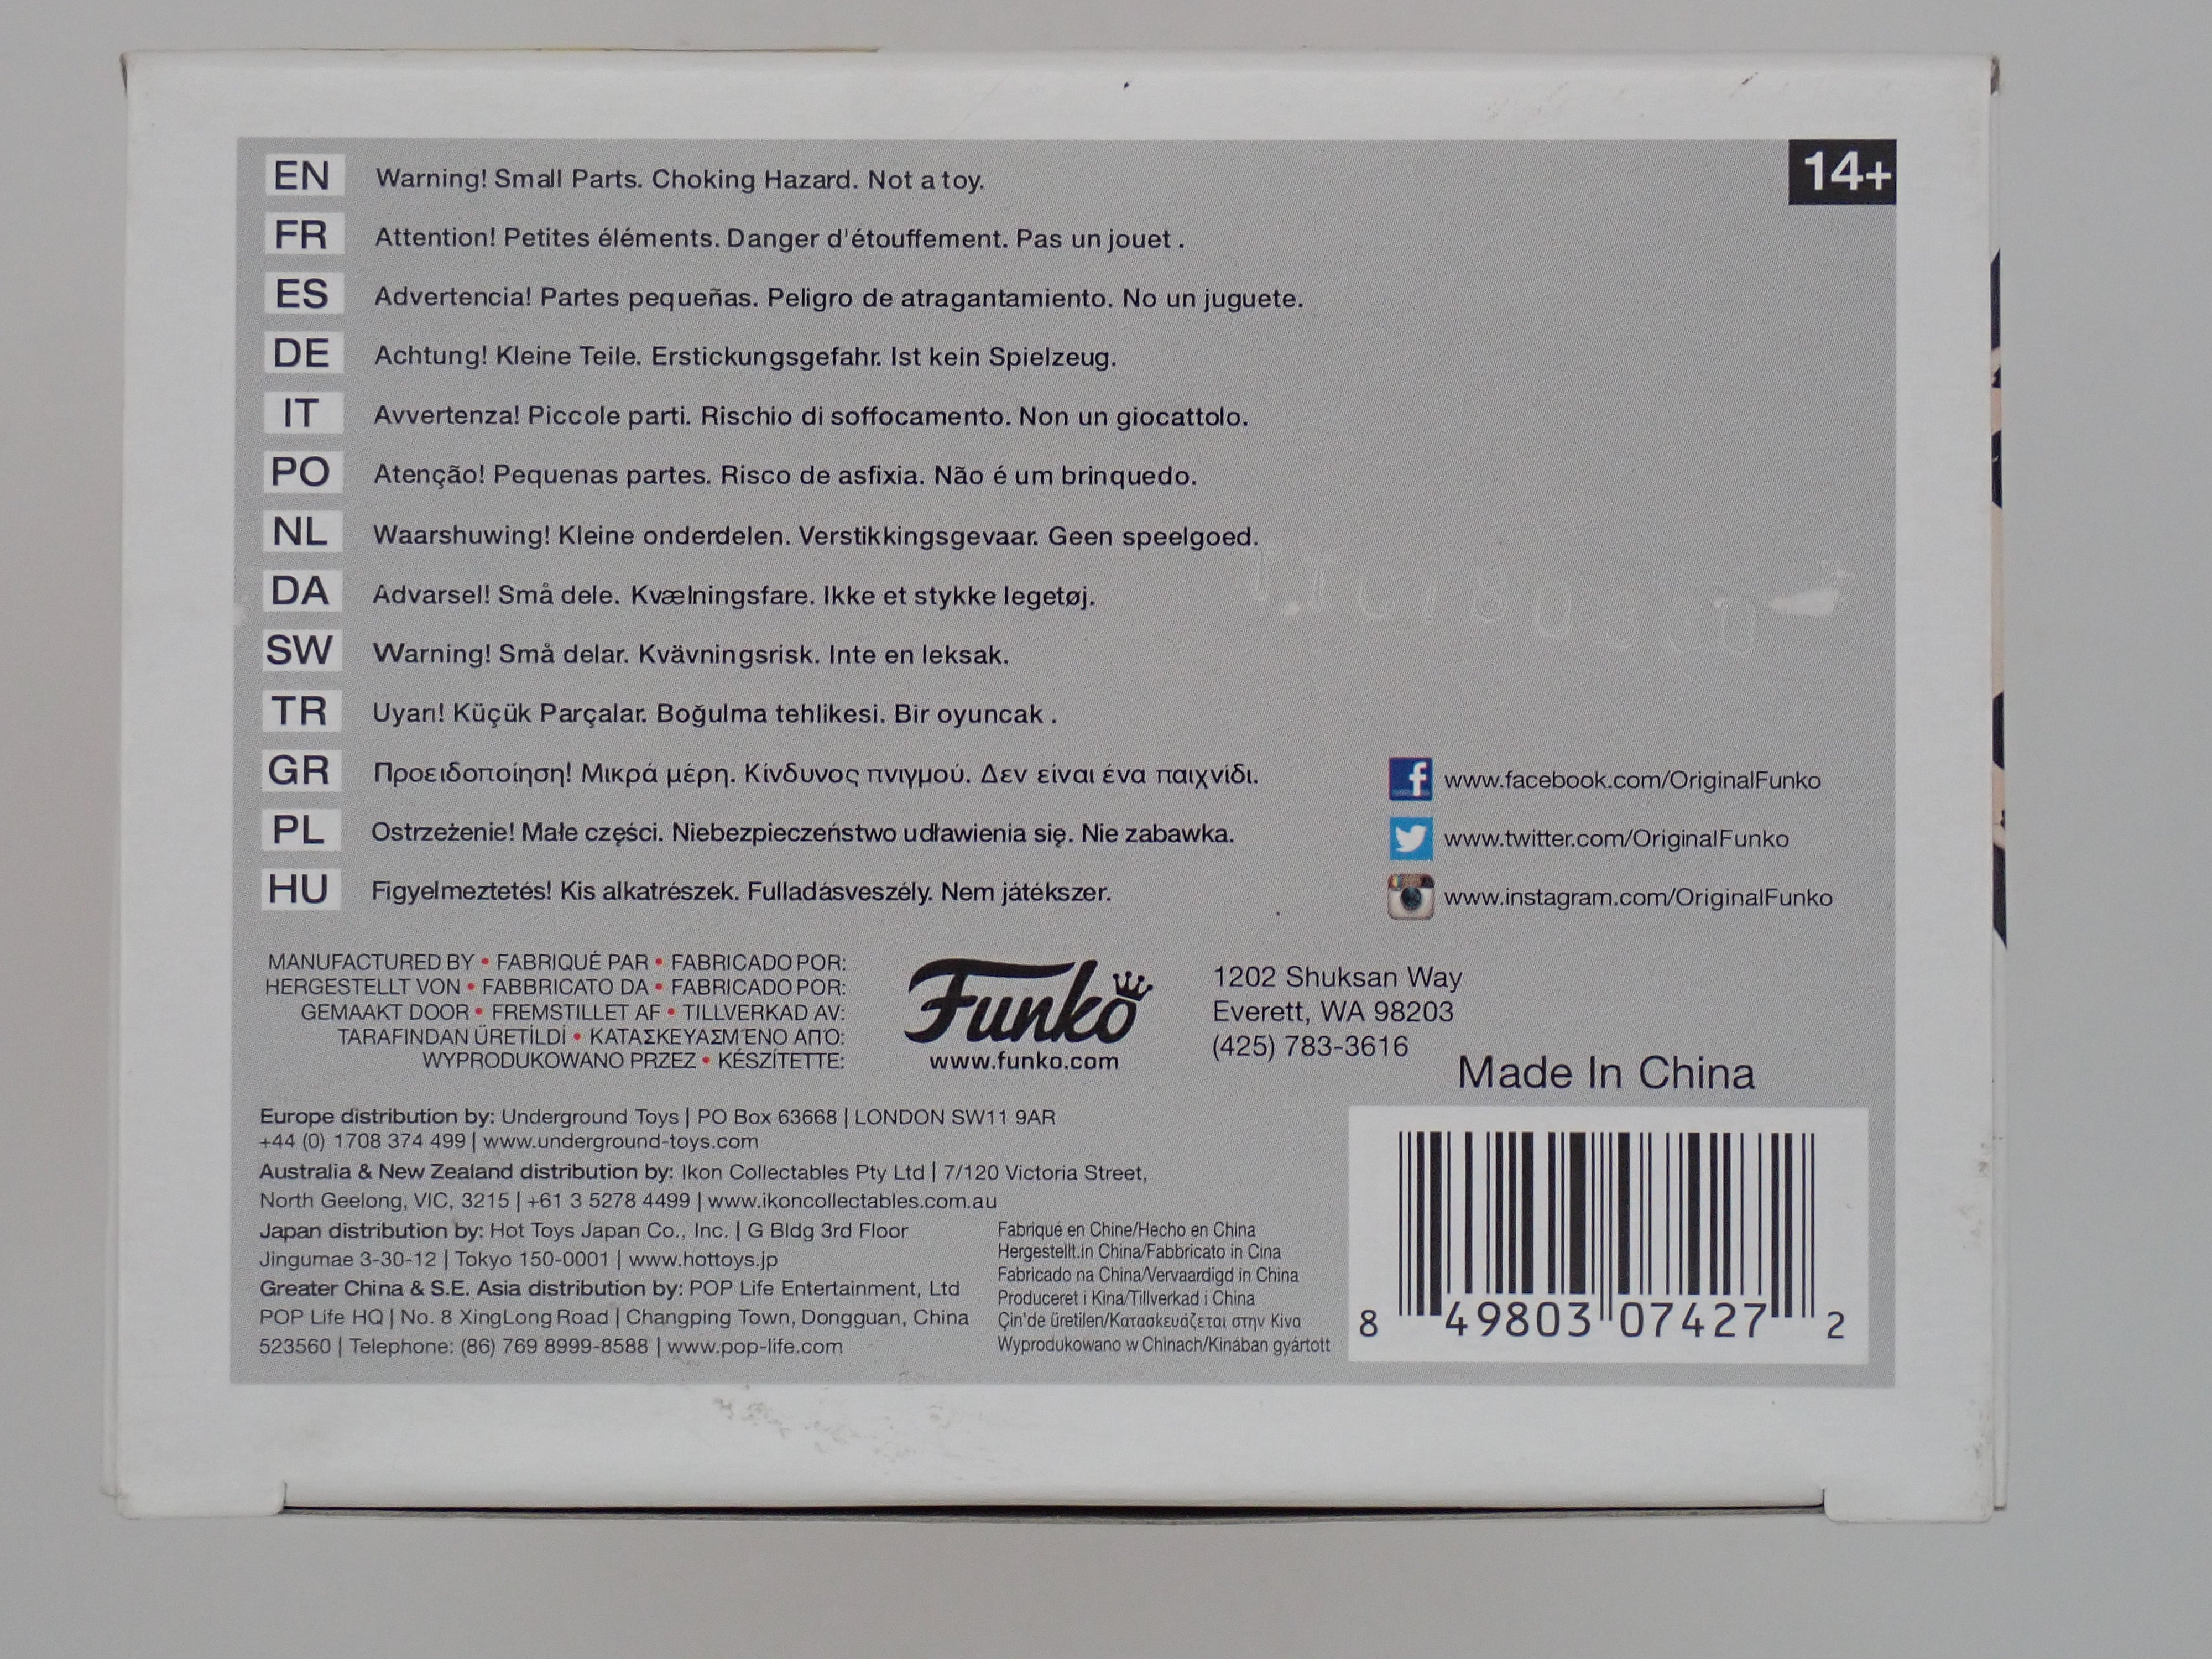 14+
EN Warning! Small Parts. Choking Hazard. Not a toy.
FR Attention! Petites éléments. Danger d'étouffement. Pas un jouet .
ES Advertencia! Partes pequeñas. Peligro de atragantamiento. No un juguete.
DE Achtung! Kleine Teile. Erstickungsgefahr. Ist kein Spielzeug.
IT Avvertenza! Piccole parti. Rischio di soffocamento. Non un giocattolo.
PO Atenção! Pequenas partes. Risco de asfixia. Não é um brinquedo.
NL Waarshuwing! Kleine onderdelen. Verstikkingsgevaar. Geen speelgoed.
DA Advarsel! Små dele. Kvælningsfare. Ikke et stykke legetøj.
SW Warning! Små delar. Kvävningsrisk. Inte en leksak.
TR Uyarı! Küçük Parçalar. Boğulma tehlikesi. Bir oyuncak .
GR Προειδοποίηση! Μικρά μέρη. Κίνδυνος πνιγμού. Δεν είναι ένα παιχνίδι.
PL Ostrzeżenie! Małe części. Niebezpieczeństwo udławienia się. Nie zabawka.
HU Figyelmeztetés! Kis alkatrészek. Fulladásveszély. Nem játékszer.
www.facebook.com/OriginalFunko
www.twitter.com/OriginalFunko
www.instagram.com/OriginalFunko
MANUFACTURED BY • FABRIQUÉ PAR • FABRICADO POR:
HERGESTELLT VON • FABBRICATO DA • FABRICADO POR:
GEMAAKT DOOR • FREMSTILLET AF • TILLVERKAD AV:
TARAFINDAN ÜRETİLDİ • ΚΑΤΑΣΚΕΥΑΣΜΈΝΟ ΑΠΌ:
WYPRODUKOWANO PRZEZ • KÉSZÍTETTE:
Funko
www.funko.com
1202 Shuksan Way
Everett, WA 98203
(425) 783-3616
Made In China
Europe distribution by: Underground Toys | PO Box 63668 | LONDON SW11 9AR
+44 (0) 1708 374 499 | www.underground-toys.com
Australia & New Zealand distribution by: Ikon Collectables Pty Ltd | 7/120 Victoria Street,
North Geelong, VIC, 3215 | +61 3 5278 4499 | www.ikoncollectables.com.au
Japan distribution by: Hot Toys Japan Co., Inc. | G Bldg 3rd Floor
Jingumae 3-30-12 | Tokyo 150-0001 | www.hottoys.jp
Greater China & S.E. Asia distribution by: POP Life Entertainment, Ltd
POP Life HQ | No. 8 XingLong Road | Changping Town, Dongguan, China
523560 | Telephone: (86) 769 8999-8588 | www.pop-life.com
Fabriqué en Chine/Hecho en China
Hergestellt.in China/Fabbricato in Cina
Fabricado na China/Vervaardigd in China
Produceret i Kina/Tillverkad i China
Çin'de üretilen/Κατασκευάζεται στην Κίνα
Wyprodukowano w Chinach/Kínában gyártott
8 49803 07427 2